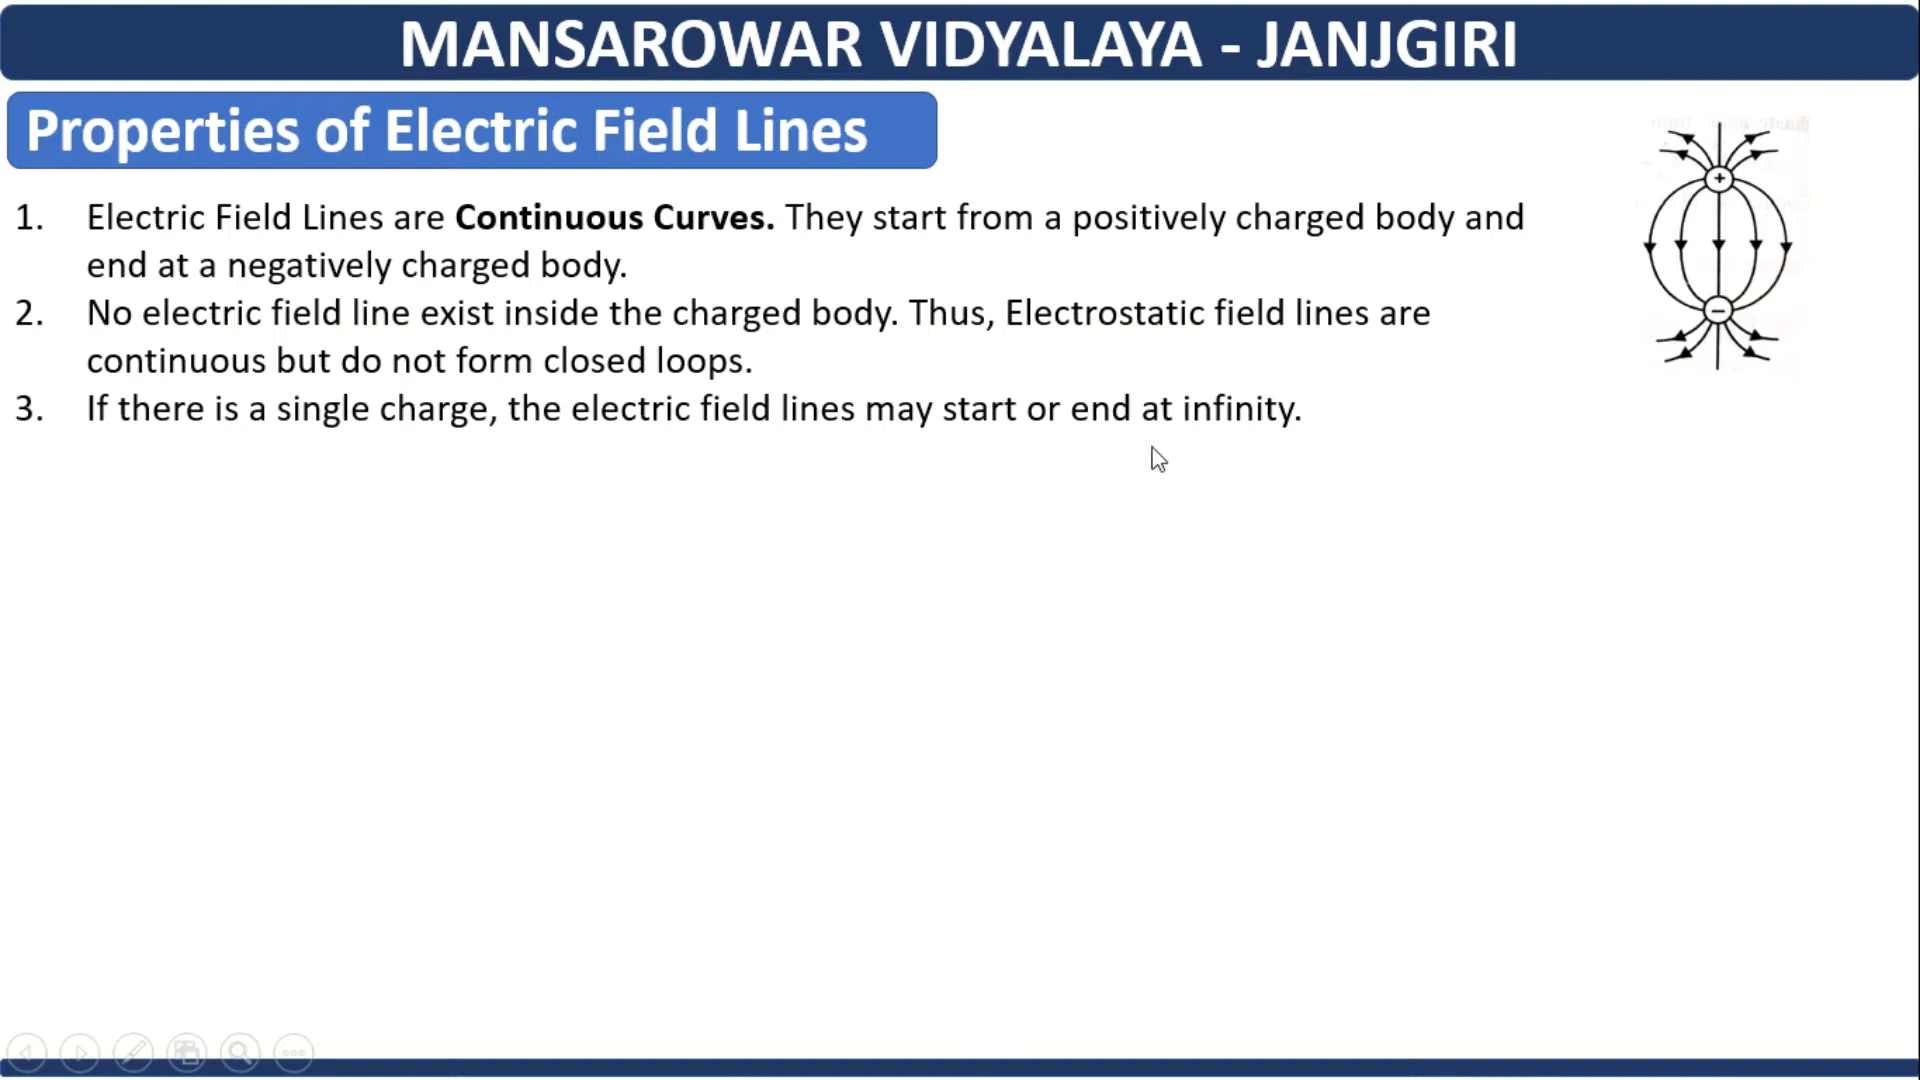 MANSAROWAR VIDYALAYA - JANJGIRI
Properties of Electric Field Lines
1. Electric Field Lines are Continuous Curves. They start from a positively charged body and
end at a negatively charged body.
2. No electric field line exist inside the charged body. Thus, Electrostatic field lines are
continuous but do not form closed loops.
3. If there is a single charge, the electric field lines may start or end at infinity.
+
−